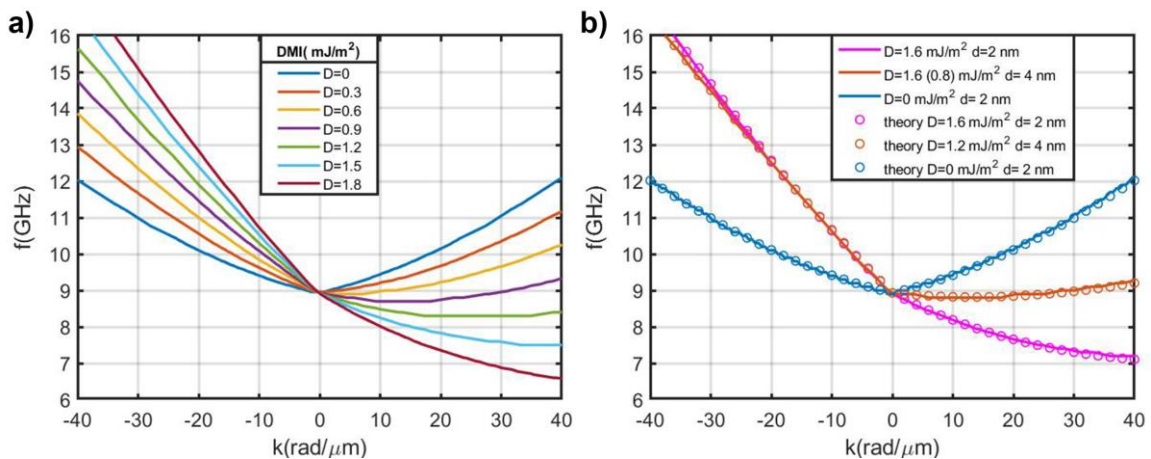 a)
f(GHz)
16
15
14
13
12
11
10
9
8
7
6
-40 -30 -20 -10 0 10 20 30 40
k(rad/μm)
DMI( mJ/m²)
D=0
D=0.3
D=0.6
D=0.9
D=1.2
D=1.5
D=1.8
b)
f(GHz)
16
15
14
13
12
11
10
9
8
7
6
-40 -30 -20 -10 0 10 20 30 40
k(rad/μm)
D=1.6 mJ/m² d=2 nm
D=1.6 (0.8) mJ/m² d= 4 nm
D=0 mJ/m² d= 2 nm
theory D=1.6 mJ/m² d= 2 nm
theory D=1.2 mJ/m² d= 4 nm
theory D=0 mJ/m² d= 2 nm